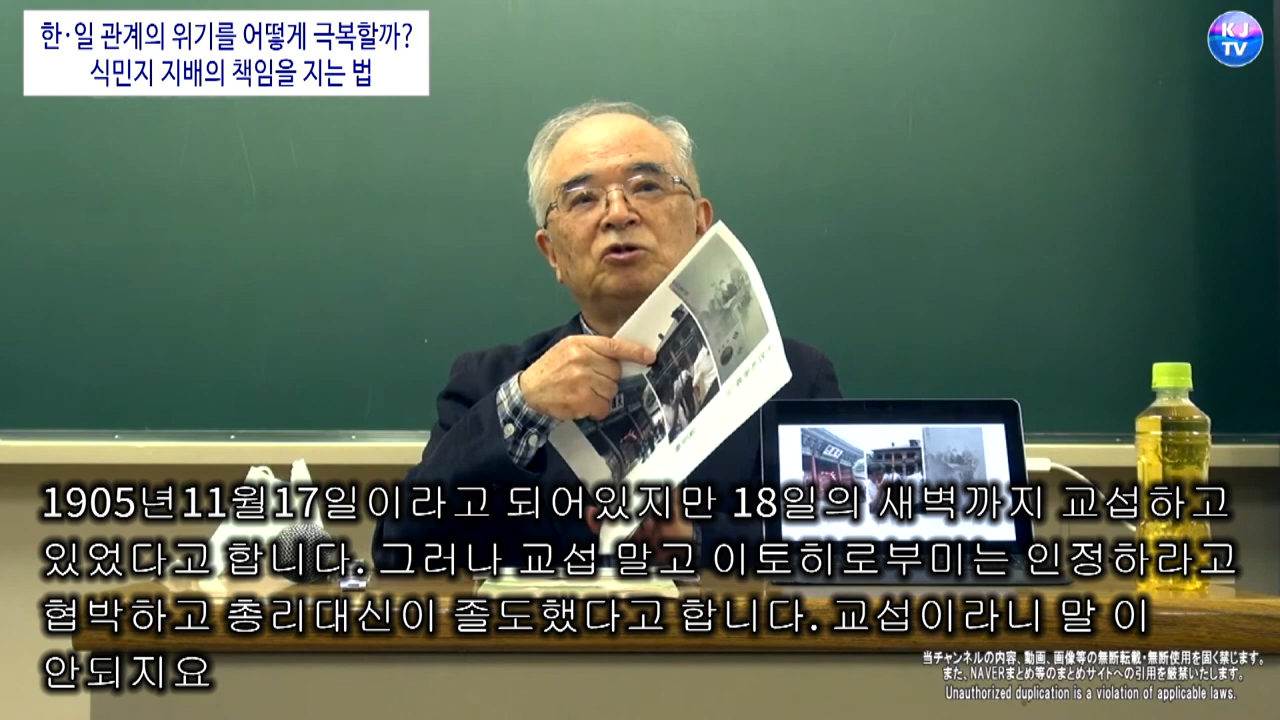 한·일 관계의 위기를 어떻게 극복할까?
식민지 지배의 책임을 지는 법
KJ
TV
1905년11월17일이라고 되어있지만 18일의 새벽까지 교섭하고
있었다고 합니다. 그러나 교섭 말고 이토히로부미는 인정하라고
협박하고 총리대신이 졸도했다고 합니다. 교섭이라니 말 이
안되지요
当チャンネルの内容、動画、画像等の無断転載・無断使用を固く禁じます。
また、NAVERまとめ等のまとめサイトへの引用を厳禁いたします。
Unauthorized duplication is a violation of applicable laws.